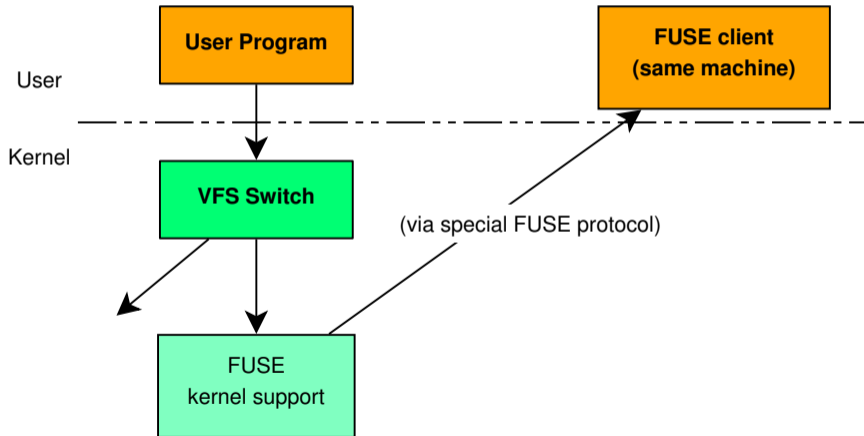 User Program
FUSE client
(same machine)
User
Kernel
VFS Switch
(via special FUSE protocol)
FUSE
kernel support